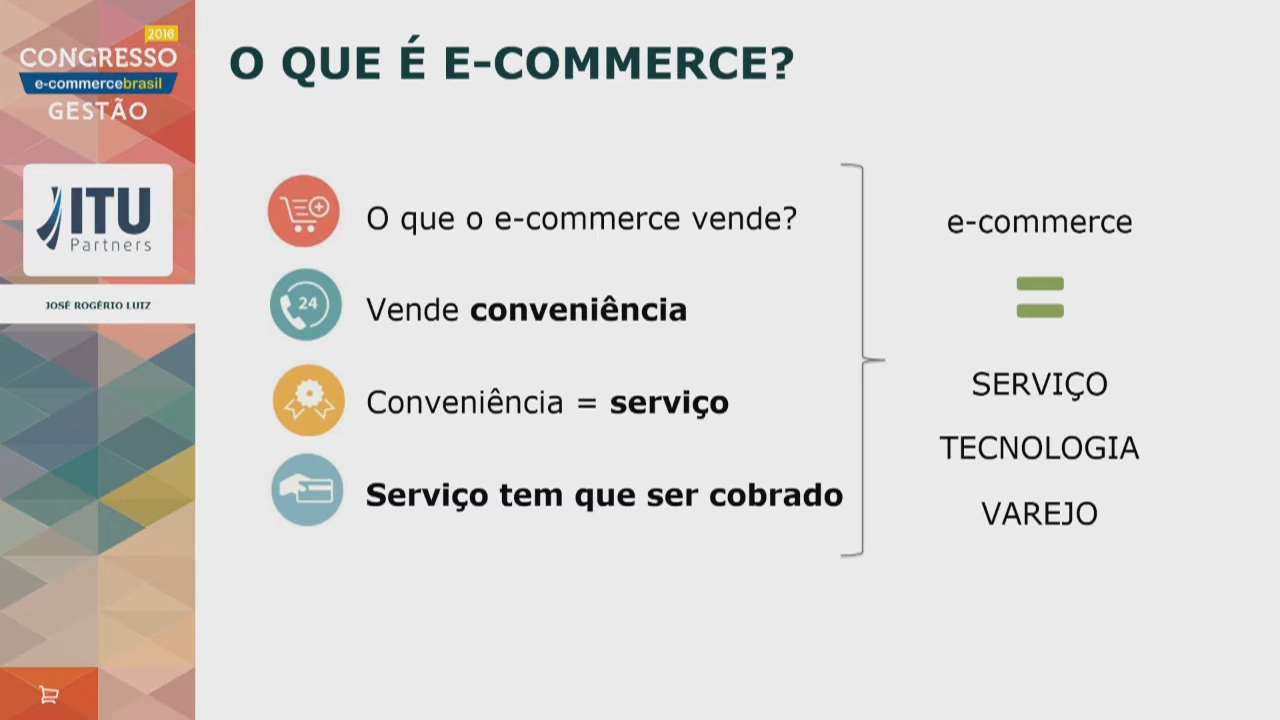 2016
CONGRESSO
e-commercebrasil
GESTÃO
ITU
Partners
JOSÉ ROGÉRIO LUIZ
O QUE É E-COMMERCE?
O que o e-commerce vende?
24
Vende conveniência
Conveniência = serviço
Serviço tem que ser cobrado
e-commerce
=
SERVIÇO
TECNOLOGIA
VAREJO